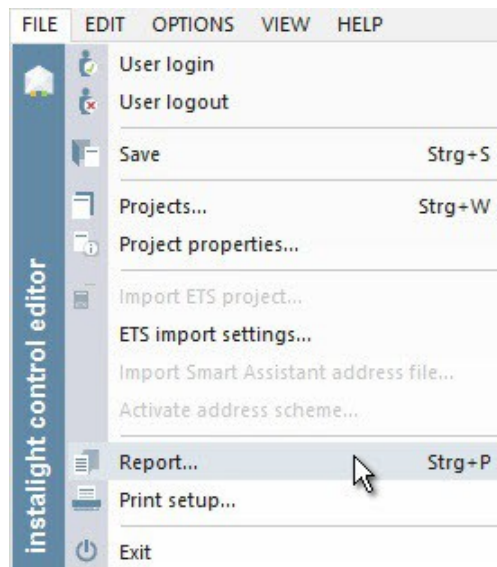 FILE EDIT OPTIONS VIEW HELP
User login
User logout
Save Strg+S
Projects... Strg+W
Project properties...
Import ETS project...
ETS import settings...
Import Smart Assistant address file...
Activate address scheme...
Report... Strg+P
Print setup...
Exit
instalight control editor